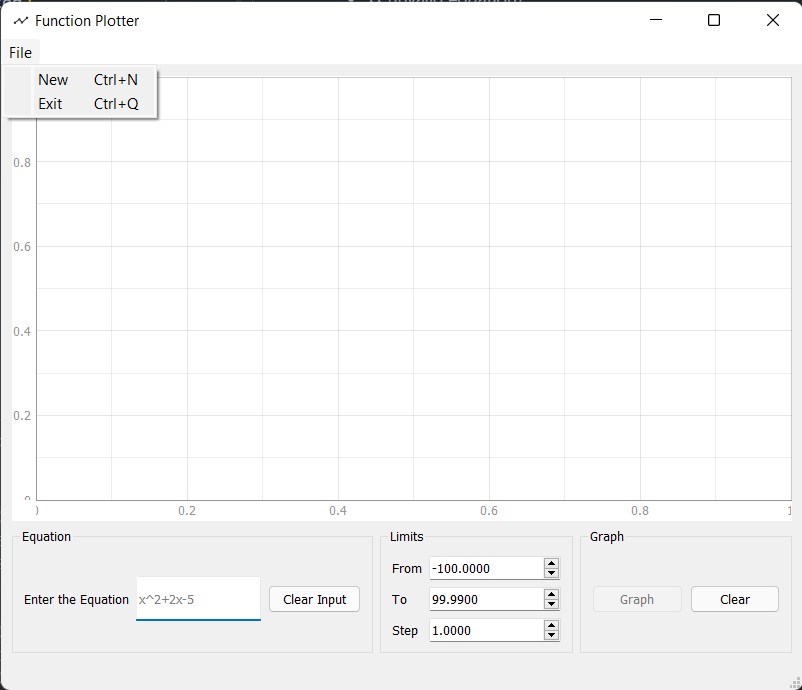 Function Plotter
File
New Ctrl+N
Exit Ctrl+Q
0.8
0.6
0.4
0.2
0
0.2 0.4 0.6 0.8 1
Equation
Enter the Equation x^2+2x-5 Clear Input
Limits
From -100.0000
To 99.9900
Step 1.0000
Graph
Graph Clear